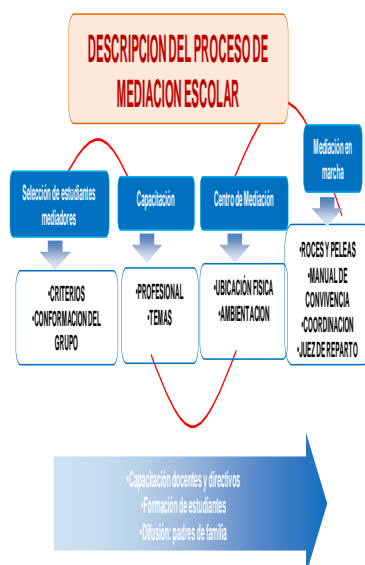 DESCRIPCION DEL PROCESO DE
MEDIACION ESCOLAR
Selección de estudiantes
mediadores
•CRITERIOS
•CONFORMACION DEL
GRUPO
Capacitación
•PROFESIONAL
•TEMAS
Centro de Mediación
•UBICACIÓN FISICA
•AMBIENTACION
Mediación en
marcha
•ROCES Y PELEAS
•MANUAL DE
CONVIVENCIA
•COORDINACION
•JUEZ DE REPARTO
•Capacitación docentes y directivos
•Formación de estudiantes
•Difusión: padres de familia